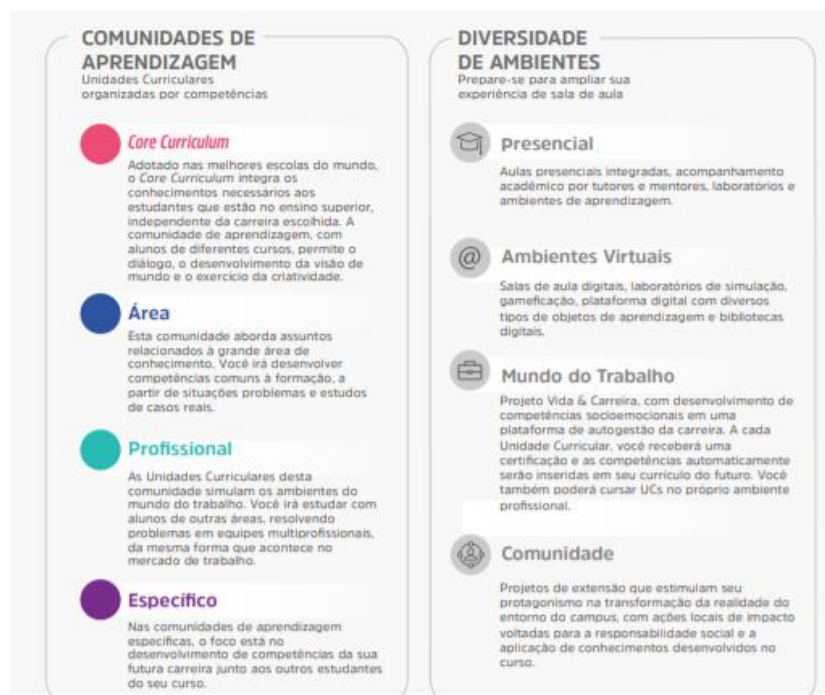 COMUNIDADES DE
APRENDIZAGEM
Unidades Curriculares
organizadas por competências
Core Curriculum
Adotado nas melhores escolas do mundo,
o Core Curriculum integra os
conhecimentos necessários aos
estudantes que estão no ensino superior,
independente da carreira escolhida. A
comunidade de aprendizagem, com
alunos de diferentes cursos, permite o
diálogo, o desenvolvimento da visão de
mundo e o exercício da criatividade.
Área
Esta comunidade aborda assuntos
relacionados à grande área de
conhecimento. Você irá desenvolver
competências comuns à formação, a
partir de situações problemas e estudos
de casos reais.
Profissional
As Unidades Curriculares desta
comunidade simulam os ambientes do
mundo do trabalho. Você irá estudar com
alunos de outras áreas, resolvendo
problemas em equipes multiprofissionais,
da mesma forma que acontece no
mercado de trabalho.
Específico
Nas comunidades de aprendizagem
específicas, o foco está no
desenvolvimento de competências da sua
futura carreira junto aos outros estudantes
do seu curso.
DIVERSIDADE
DE AMBIENTES
Prepare-se para ampliar sua
experiência de sala de aula
Presencial
Aulas presenciais integradas, acompanhamento
acadêmico por tutores e mentores, laboratórios e
ambientes de aprendizagem.
@ Ambientes Virtuais
Salas de aula digitais, laboratórios de simulação,
gameficação, plataforma digital com diversos
tipos de objetos de aprendizagem e bibliotecas
digitais.
Mundo do Trabalho
Projeto Vida & Carreira, com desenvolvimento de
competências socioemocionais em uma
plataforma de autogestão da carreira. A cada
Unidade Curricular, você receberá uma
certificação e as competências automaticamente
serão inseridas em seu currículo do futuro. Você
também poderá cursar UCs no próprio ambiente
profissional.
Comunidade
Projetos de extensão que estimulam seu
protagonismo na transformação da realidade do
entorno do campus, com ações locais de impacto
voltadas para a responsabilidade social e a
aplicação de conhecimentos desenvolvidos no
curso.